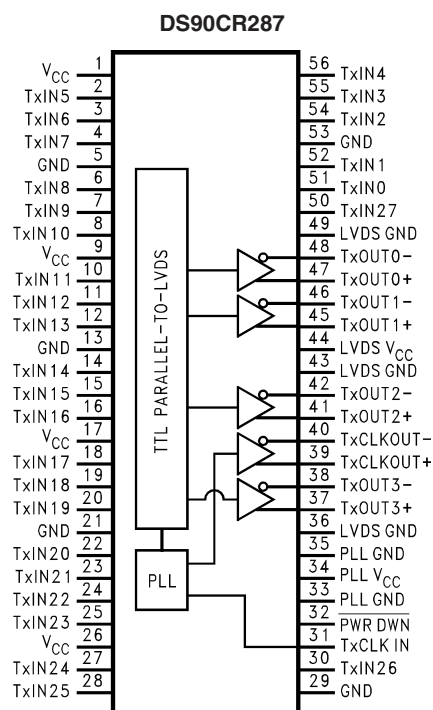 DS90CR287
VCC 1
TxIN5 2
TxIN6 3
TxIN7 4
GND 5
TxIN8 6
TxIN9 7
TxIN10 8
VCC 9
TxIN11 10
TxIN12 11
TxIN13 12
GND 13
TxIN14 14
TxIN15 15
TxIN16 16
VCC 17
TxIN17 18
TxIN18 19
TxIN19 20
GND 21
TxIN20 22
TxIN21 23
TxIN22 24
TxIN23 25
VCC 26
TxIN24 27
TxIN25 28
TTL PARALLEL-TO-LVDS
PLL
56 TxIN4
55 TxIN3
54 TxIN2
53 GND
52 TxIN1
51 TxIN0
50 TxIN27
49 LVDS GND
48 TxOUT0-
47 TxOUT0+
46 TxOUT1-
45 TxOUT1+
44 LVDS VCC
43 LVDS GND
42 TxOUT2-
41 TxOUT2+
40 TxCLKOUT-
39 TxCLKOUT+
38 TxOUT3-
37 TxOUT3+
36 LVDS GND
35 PLL GND
34 PLL VCC
33 PLL GND
32 PWR DWN
31 TxCLK IN
30 TxIN26
29 GND